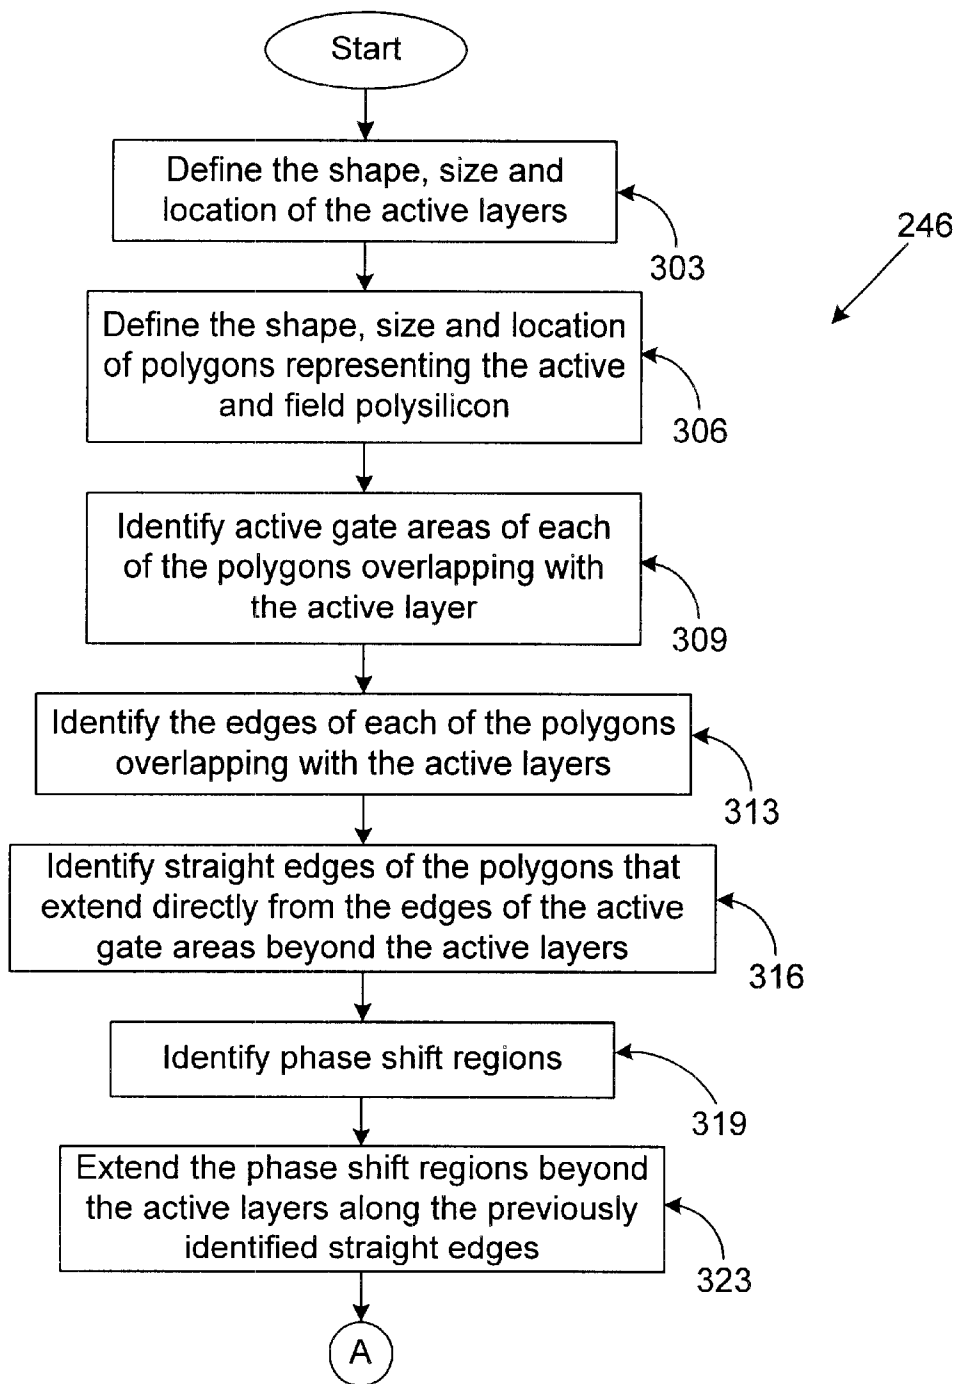 Start
Define the shape, size and
location of the active layers
303
246
Define the shape, size and location
of polygons representing the active
and field polysilicon
306
Identify active gate areas of each
of the polygons overlapping with
the active layer
309
Identify the edges of each of the polygons
overlapping with the active layers
313
Identify straight edges of the polygons that
extend directly from the edges of the active
gate areas beyond the active layers
316
Identify phase shift regions
319
Extend the phase shift regions beyond
the active layers along the previously
identified straight edges
323
A